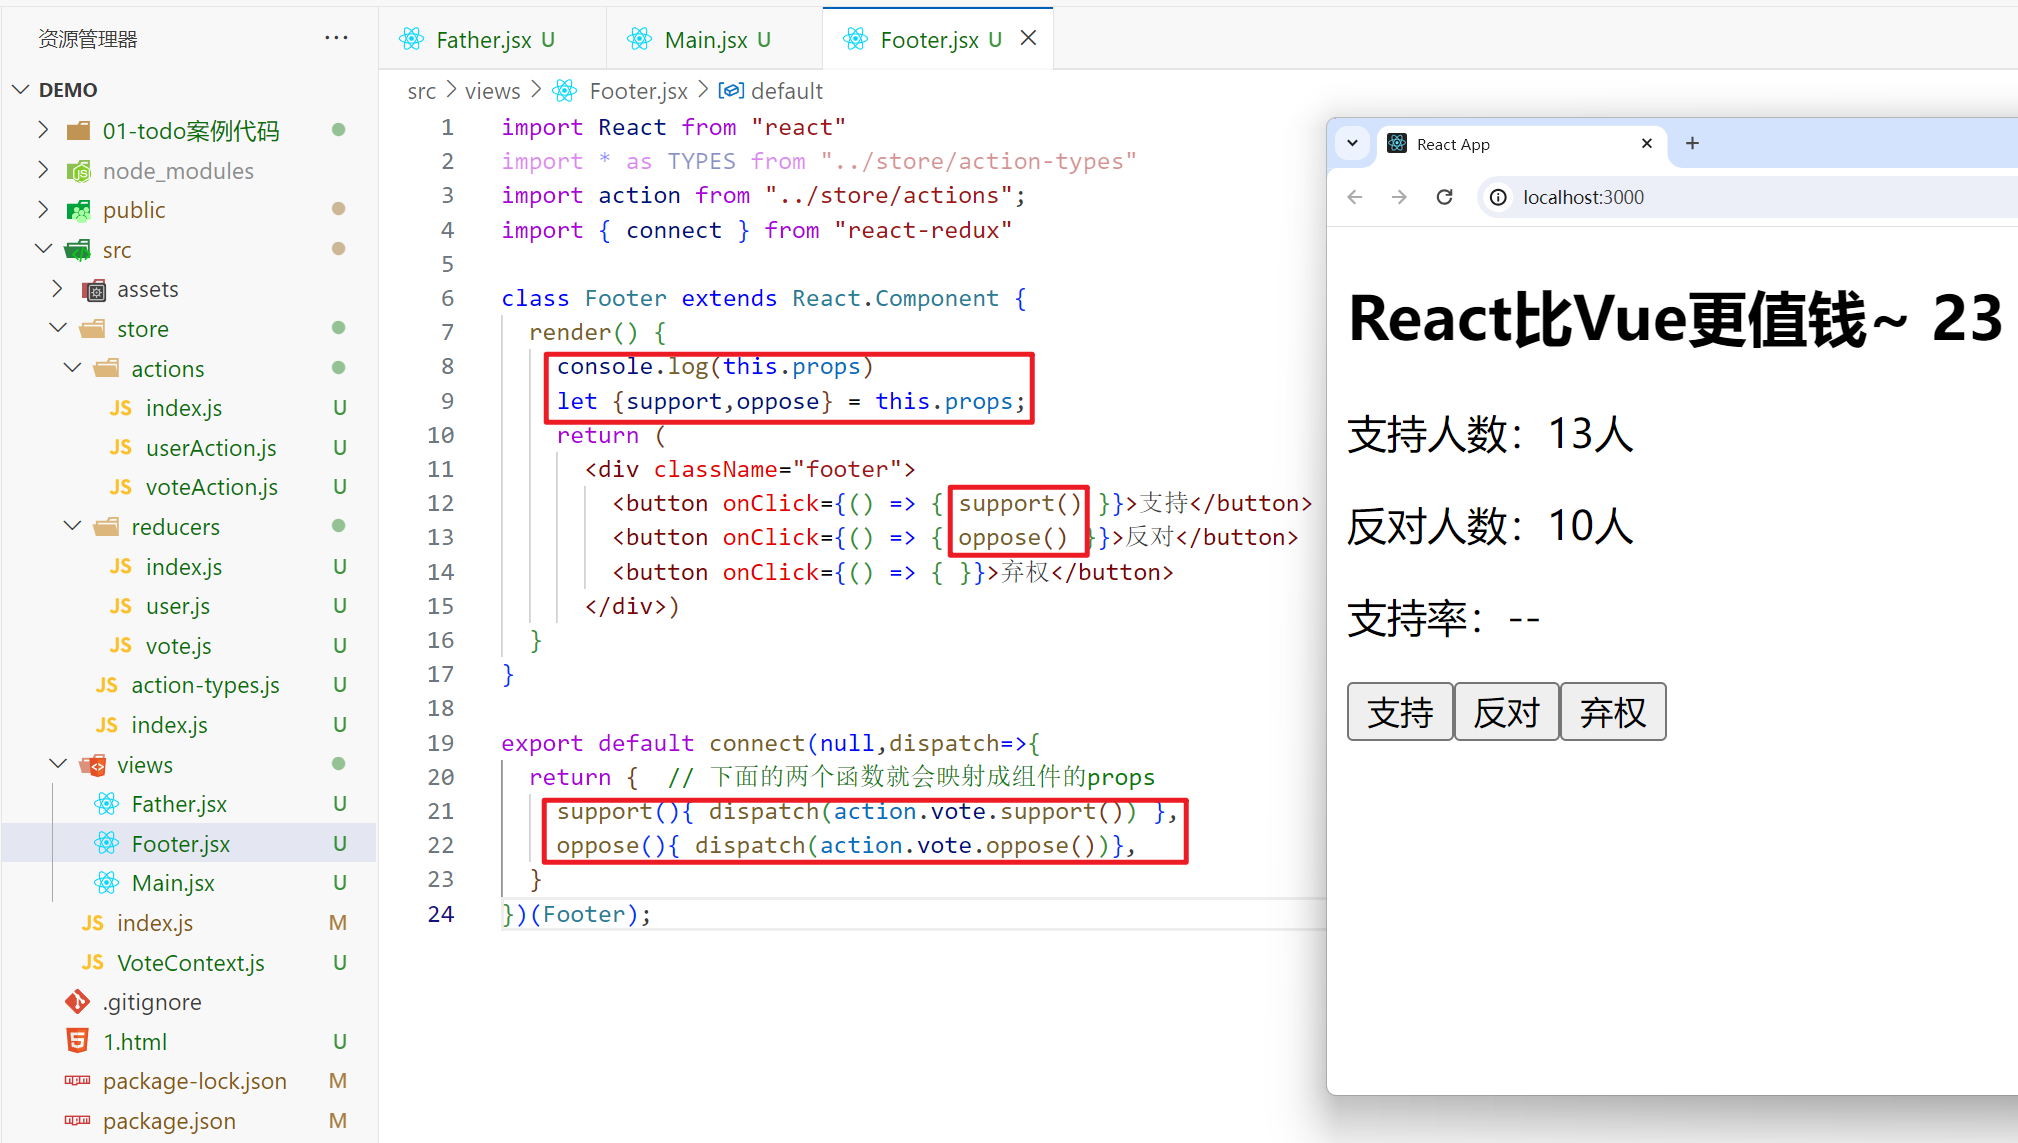 资源管理器
···
DEMO
01-todo案例代码
node_modules
public
src
assets
store
actions
JS index.js U
JS userAction.js U
JS voteAction.js U
reducers
JS index.js U
JS user.js U
JS vote.js U
JS action-types.js U
JS index.js U
views
Father.jsx U
Footer.jsx U
Main.jsx U
JS index.js M
JS VoteContext.js U
.gitignore
1.html U
package-lock.json M
package.json M
Father.jsx U
Main.jsx U
Footer.jsx U
src > views > Footer.jsx > default
1 import React from "react"
2 import * as TYPES from "../store/action-types"
3 import action from "../store/actions";
4 import { connect } from "react-redux"
5
6 class Footer extends React.Component {
7 render() {
8 console.log(this.props)
9 let {support,oppose} = this.props;
10 return (
11 <div className="footer">
12 <button onClick={() => { support() }}>支持</button>
13 <button onClick={() => { oppose() }}>反对</button>
14 <button onClick={() => { }}>弃权</button>
15 </div>)
16 }
17 }
18
19 export default connect(null,dispatch=>{
20 return { // 下面的两个函数就会映射成组件的props
21 support(){ dispatch(action.vote.support()) },
22 oppose(){ dispatch(action.vote.oppose())},
23 }
24 })(Footer);
React App
localhost:3000
React比Vue更值钱~ 23
支持人数：13人
反对人数：10人
支持率：--
支持 反对 弃权